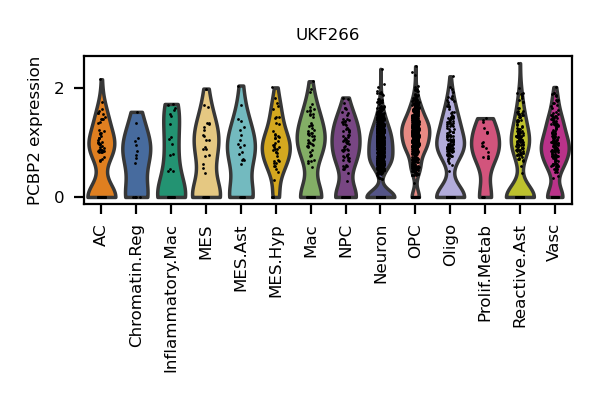 UKF266
PCBP2 expression
2
0
AC
Chromatin.Reg
Inflammatory.Mac
MES
MES.Ast
MES.Hyp
Mac
NPC
Neuron
OPC
Oligo
Prolif.Metab
Reactive.Ast
Vasc